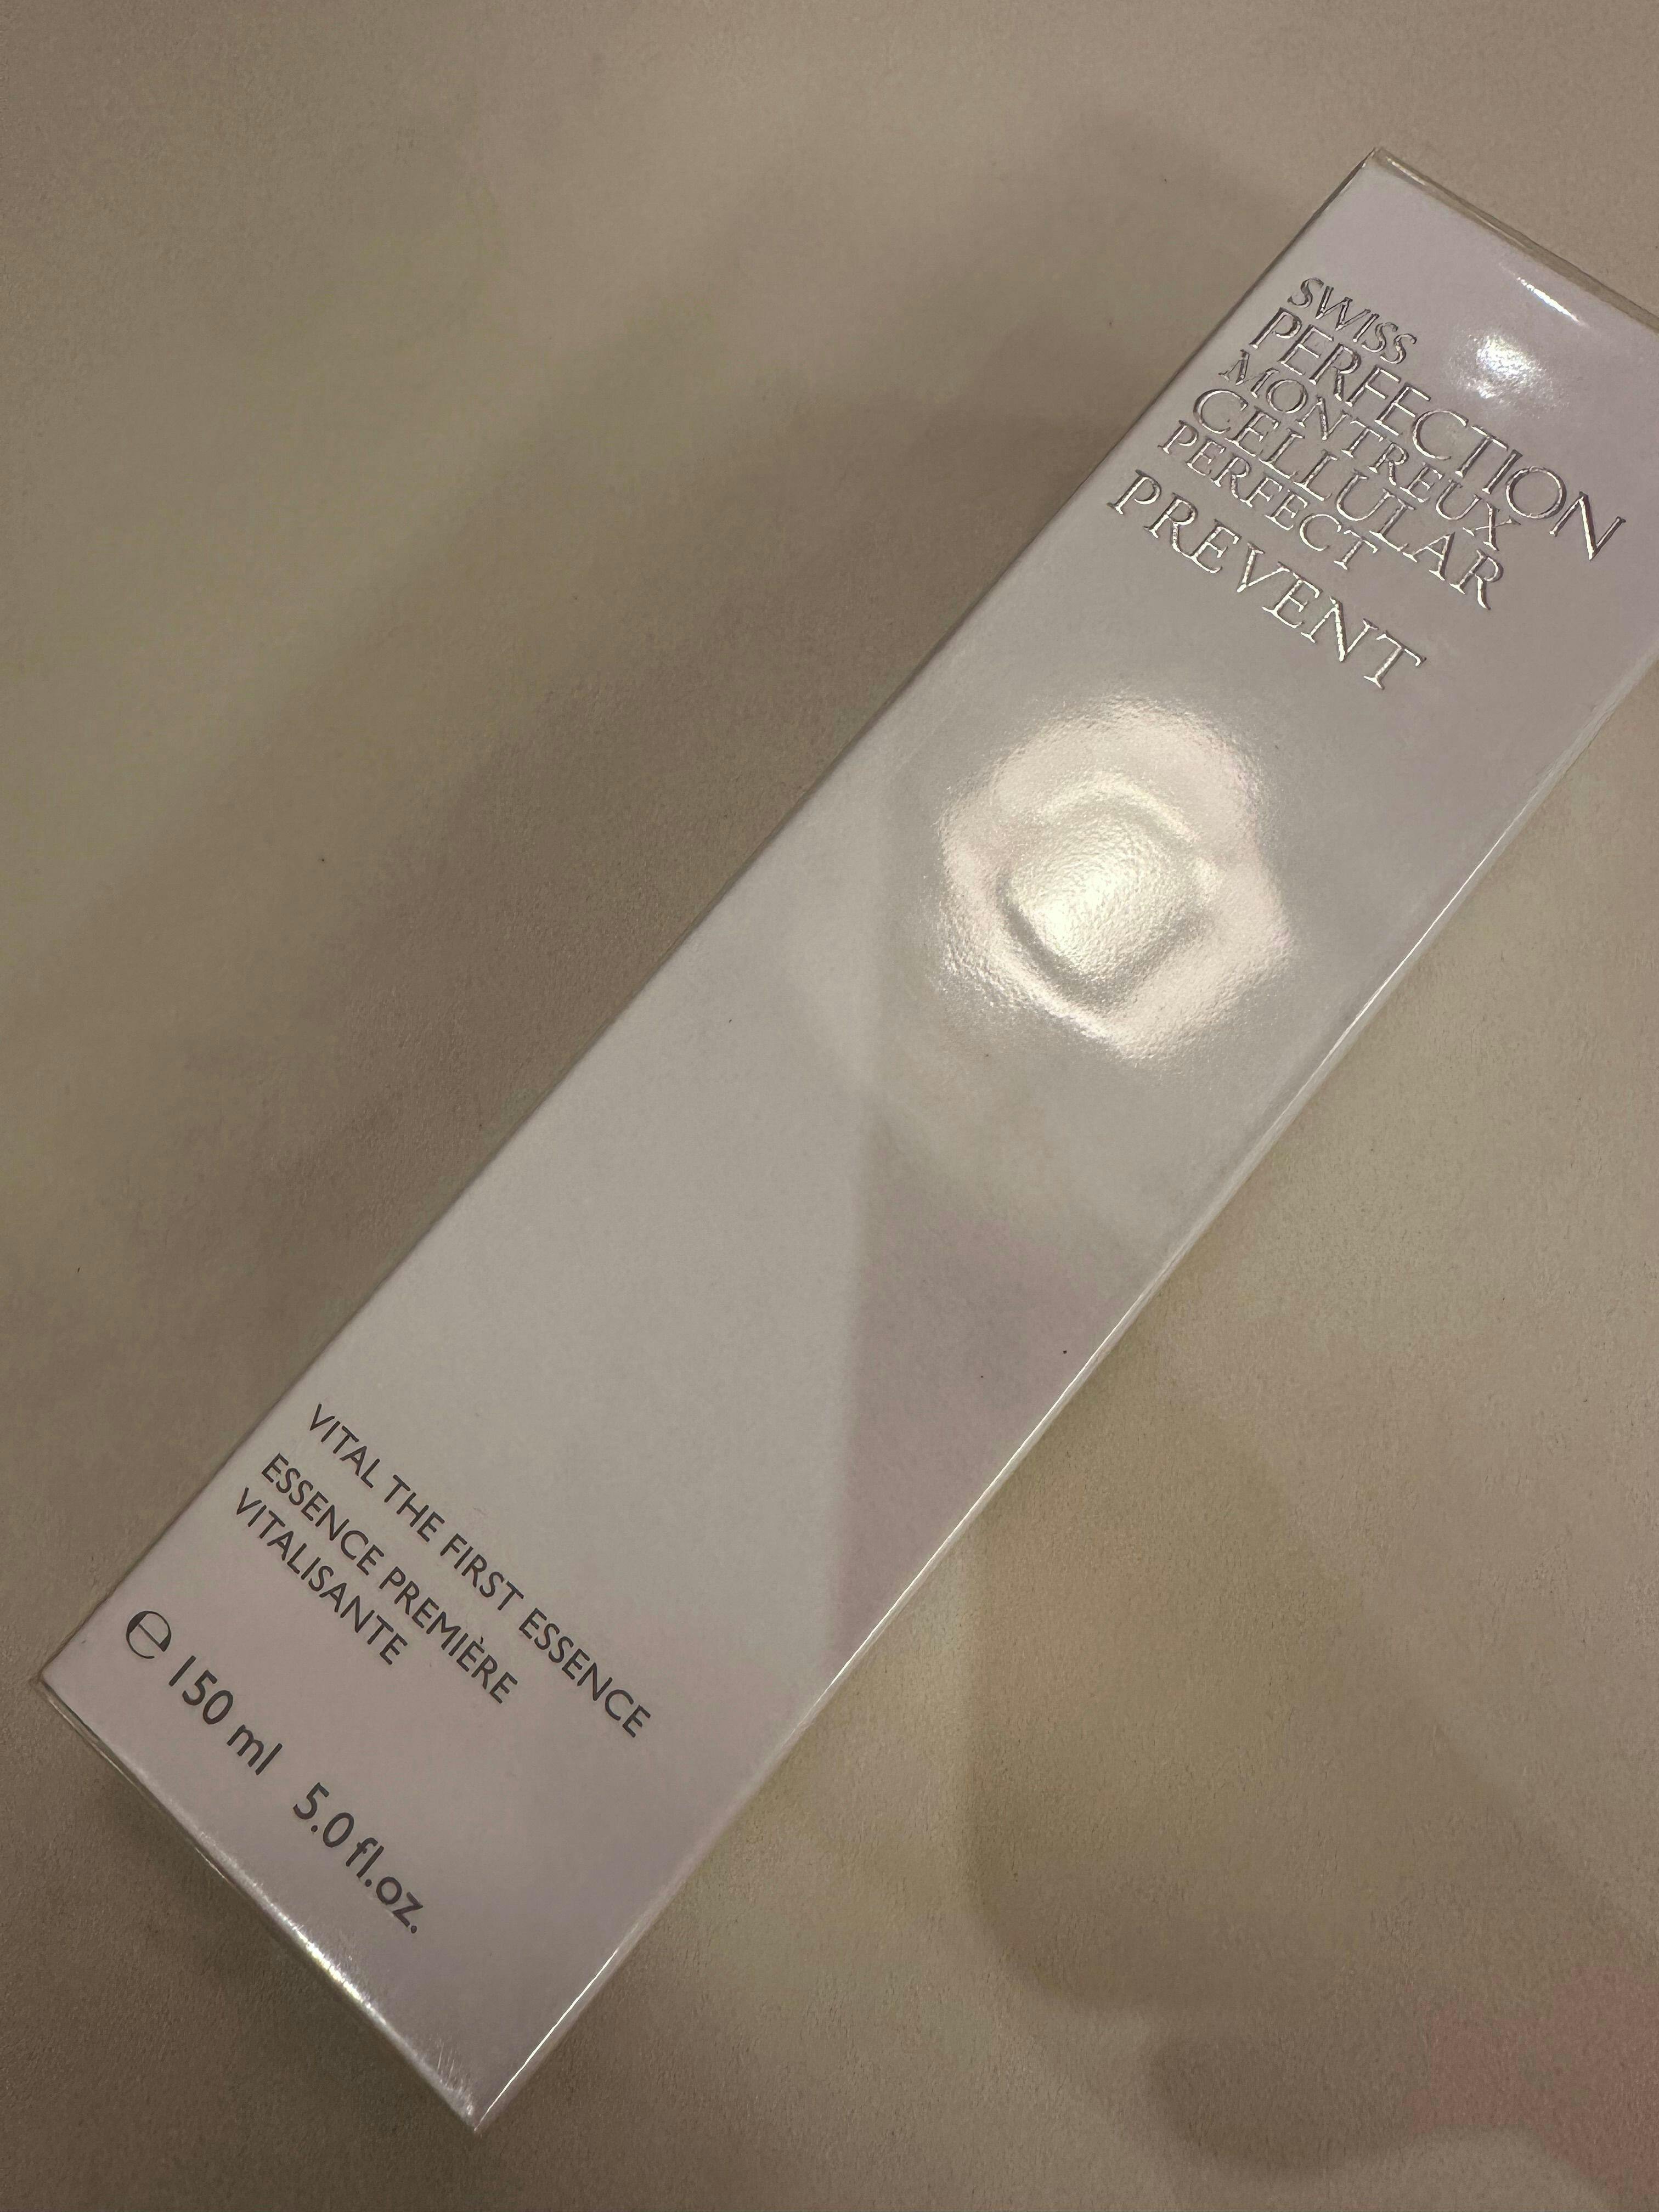 SWISS
PERFECTION
MONTREUX
CELLULAR
PERFECT
PREVENT
VITAL THE FIRST ESSENCE
ESSENCE PREMIÈRE
VITALISANTE
℮ 150 ml 5.0 fl.oz.